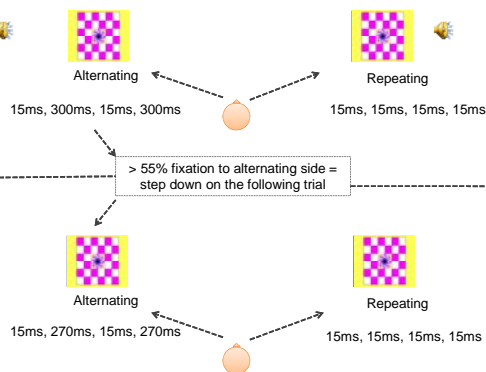 Alternating
Repeating
15ms, 300ms, 15ms, 300ms
15ms, 15ms, 15ms, 15ms
> 55% fixation to alternating side =
step down on the following trial
Alternating
Repeating
15ms, 270ms, 15ms, 270ms
15ms, 15ms, 15ms, 15ms